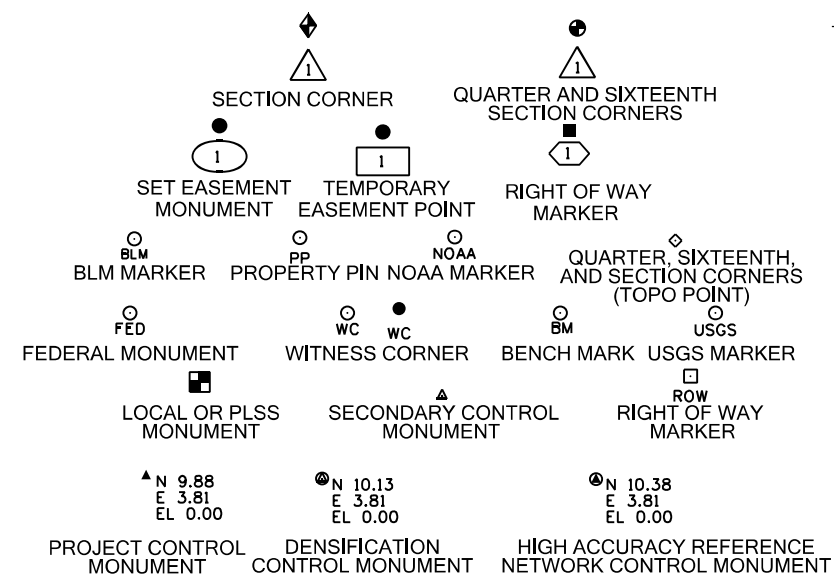 1
1
SECTION CORNER
QUARTER AND SIXTEENTH
SECTION CORNERS
1
1
1
SET EASEMENT
MONUMENT
TEMPORARY
EASEMENT POINT
RIGHT OF WAY
MARKER
BLM
BLM MARKER
PP
PROPERTY PIN
NOAA
NOAA MARKER
QUARTER, SIXTEENTH,
AND SECTION CORNERS
(TOPO POINT)
FED
FEDERAL MONUMENT
WC
WC
WITNESS CORNER
BM
BENCH MARK
USGS
USGS MARKER
LOCAL OR PLSS
MONUMENT
SECONDARY CONTROL
MONUMENT
ROW
RIGHT OF WAY
MARKER
N 9.88
E 3.81
EL 0.00
PROJECT CONTROL
MONUMENT
N 10.13
E 3.81
EL 0.00
DENSIFICATION
CONTROL MONUMENT
N 10.38
E 3.81
EL 0.00
HIGH ACCURACY REFERENCE
NETWORK CONTROL MONUMENT